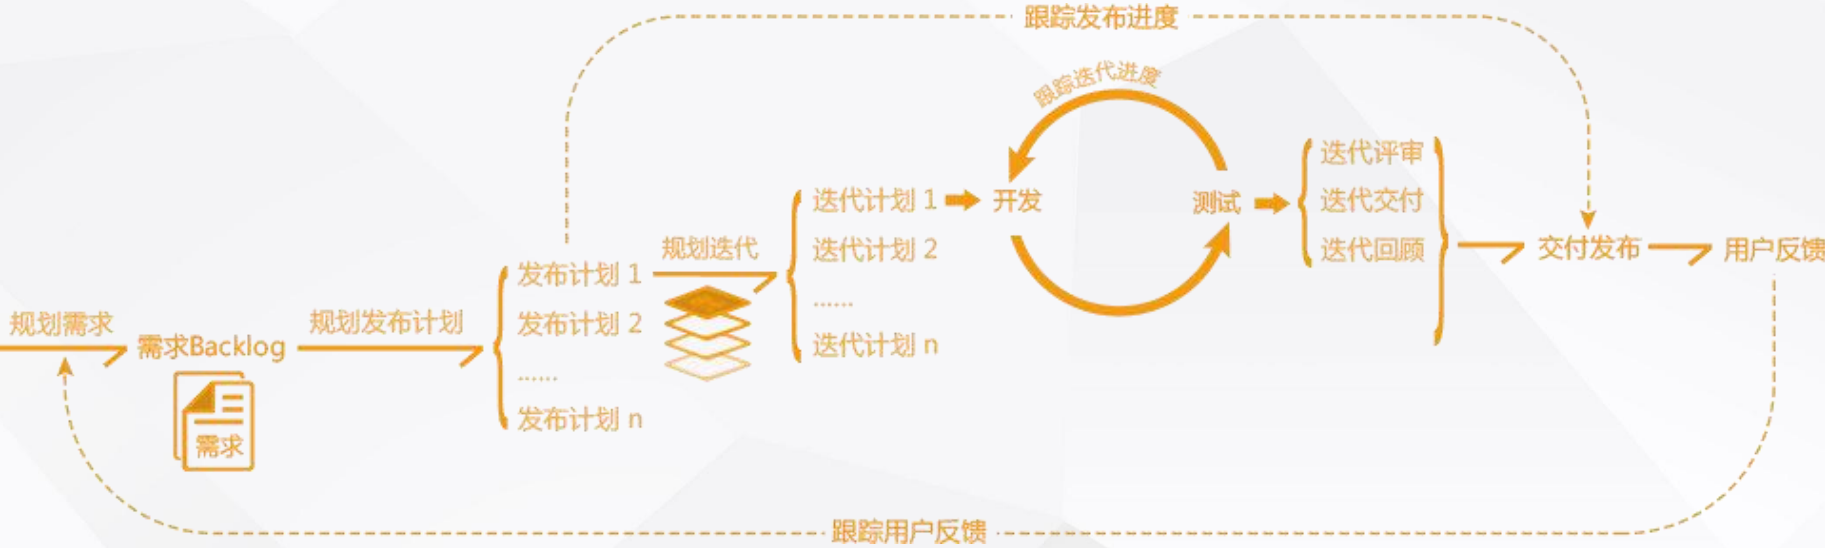 跟踪发布进度
跟踪迭代进度
规划需求
需求Backlog
需求
规划发布计划
发布计划 1
发布计划 2
......
发布计划 n
规划迭代
迭代计划 1
迭代计划 2
......
迭代计划 n
开发
测试
迭代评审
迭代交付
迭代回顾
交付发布
用户反馈
跟踪用户反馈